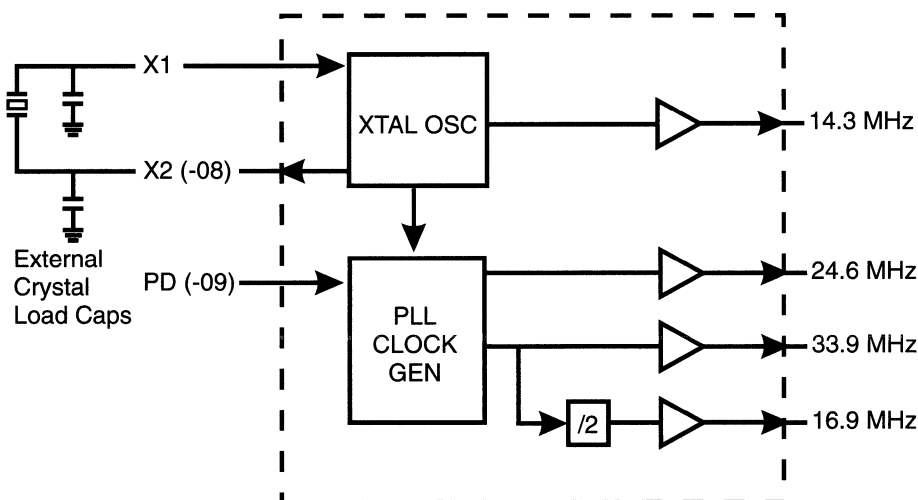 X1
XTAL OSC
14.3 MHz
X2 (-08)
External
Crystal
Load Caps
PD (-09)
PLL
CLOCK
GEN
24.6 MHz
33.9 MHz
/2
16.9 MHz